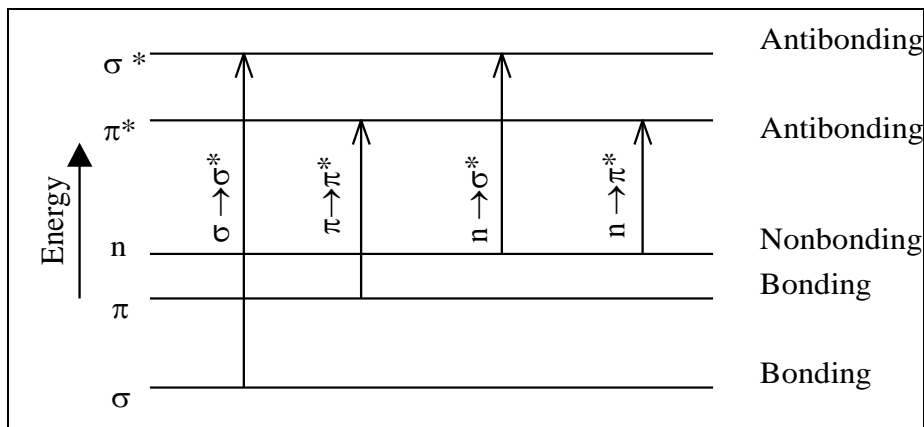 σ * Antibonding
π* Antibonding
Energy
σ →σ*
π→π*
n →σ*
n →π*
n Nonbonding
π Bonding
σ Bonding